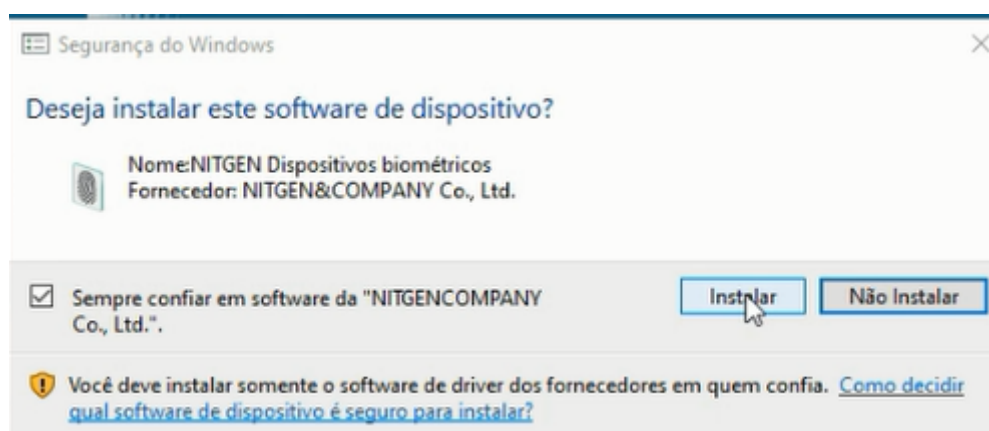 Segurança do Windows
Deseja instalar este software de dispositivo?
Nome:NITGEN Dispositivos biométricos
Fornecedor: NITGEN&COMPANY Co., Ltd.
Sempre confiar em software da "NITGENCOMPANY
Co., Ltd.".
Instalar
Não Instalar
Você deve instalar somente o software de driver dos fornecedores em quem confia. Como decidir
qual software de dispositivo é seguro para instalar?